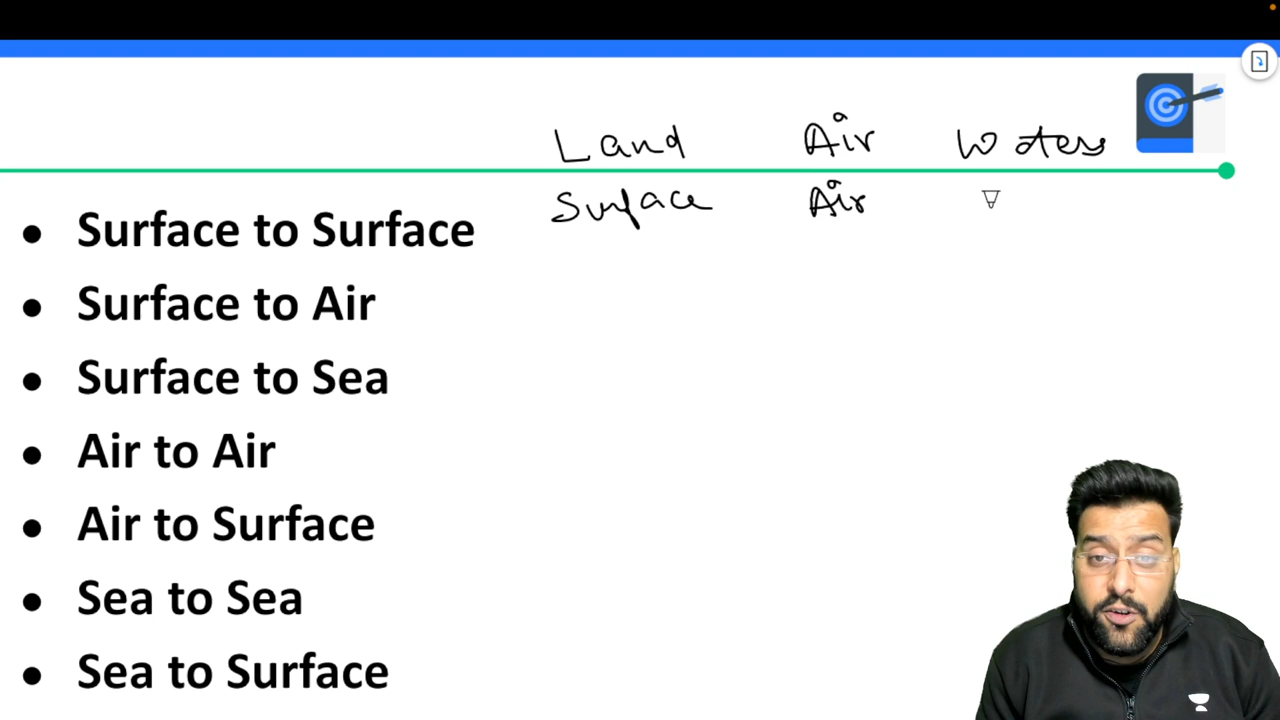 Land Air Water
Surface Air
• Surface to Surface
• Surface to Air
• Surface to Sea
• Air to Air
• Air to Surface
• Sea to Sea
• Sea to Surface